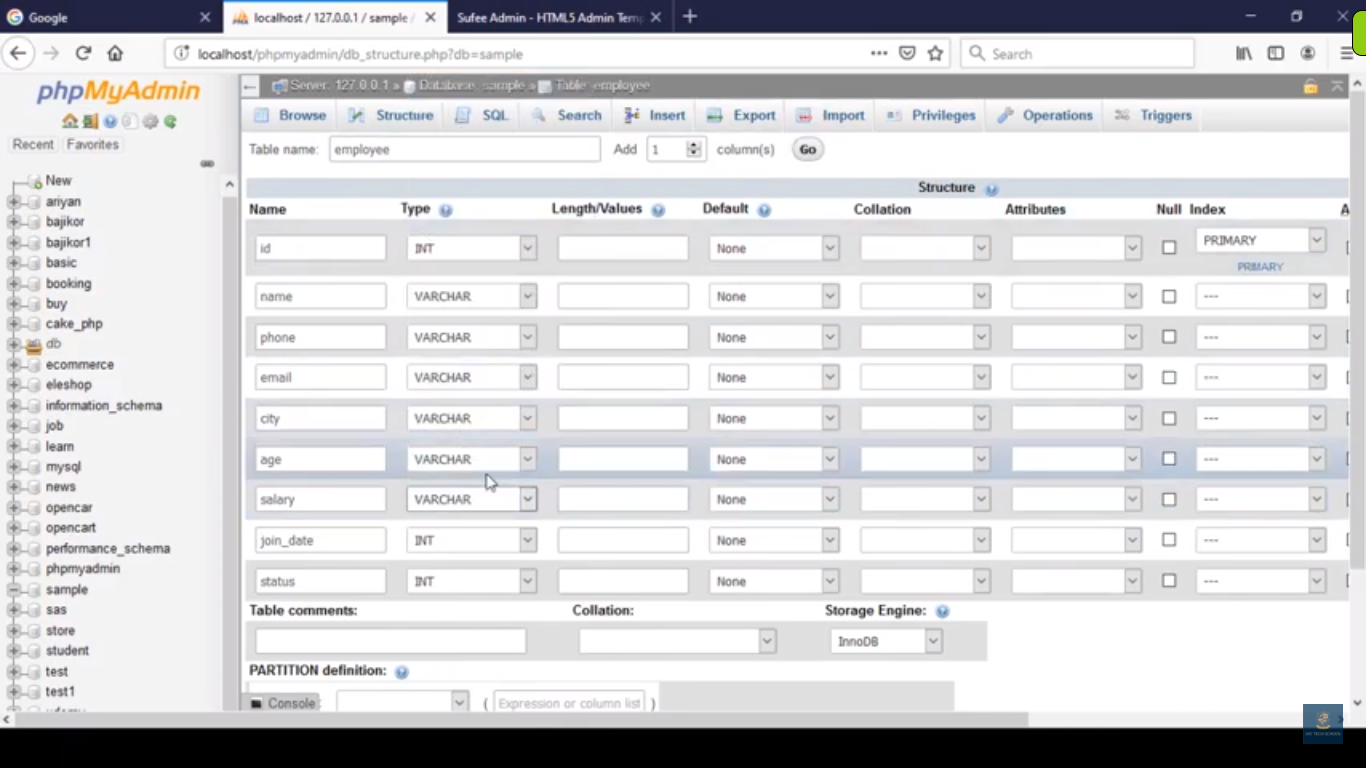 Google
localhost / 127.0.0.1 / sample /
Sufee Admin - HTML5 Admin Temp
localhost/phpmyadmin/db_structure.php?db=sample
Search
phpMyAdmin
Recent Favorites
New
ariyan
bajikor
bajikor1
basic
booking
buy
cake_php
db
ecommerce
eleshop
information_schema
job
learn
mysql
news
opencar
opencart
performance_schema
phpmyadmin
sample
sas
store
student
test
test1
Server: 127.0.0.1 » Database: sample » Table: employee
Browse Structure SQL Search Insert Export Import Privileges Operations Triggers
Table name: employee Add 1 column(s) Go
Structure
Name Type Length/Values Default Collation Attributes Null Index A
id INT None PRIMARY
PRIMARY
name VARCHAR None ---
phone VARCHAR None ---
email VARCHAR None ---
city VARCHAR None ---
age VARCHAR None ---
salary VARCHAR None ---
join_date INT None ---
status INT None ---
Table comments: Collation: Storage Engine:
InnoDB
PARTITION definition:
Console : ( Expression or column list )
MY TECH SCHOOL